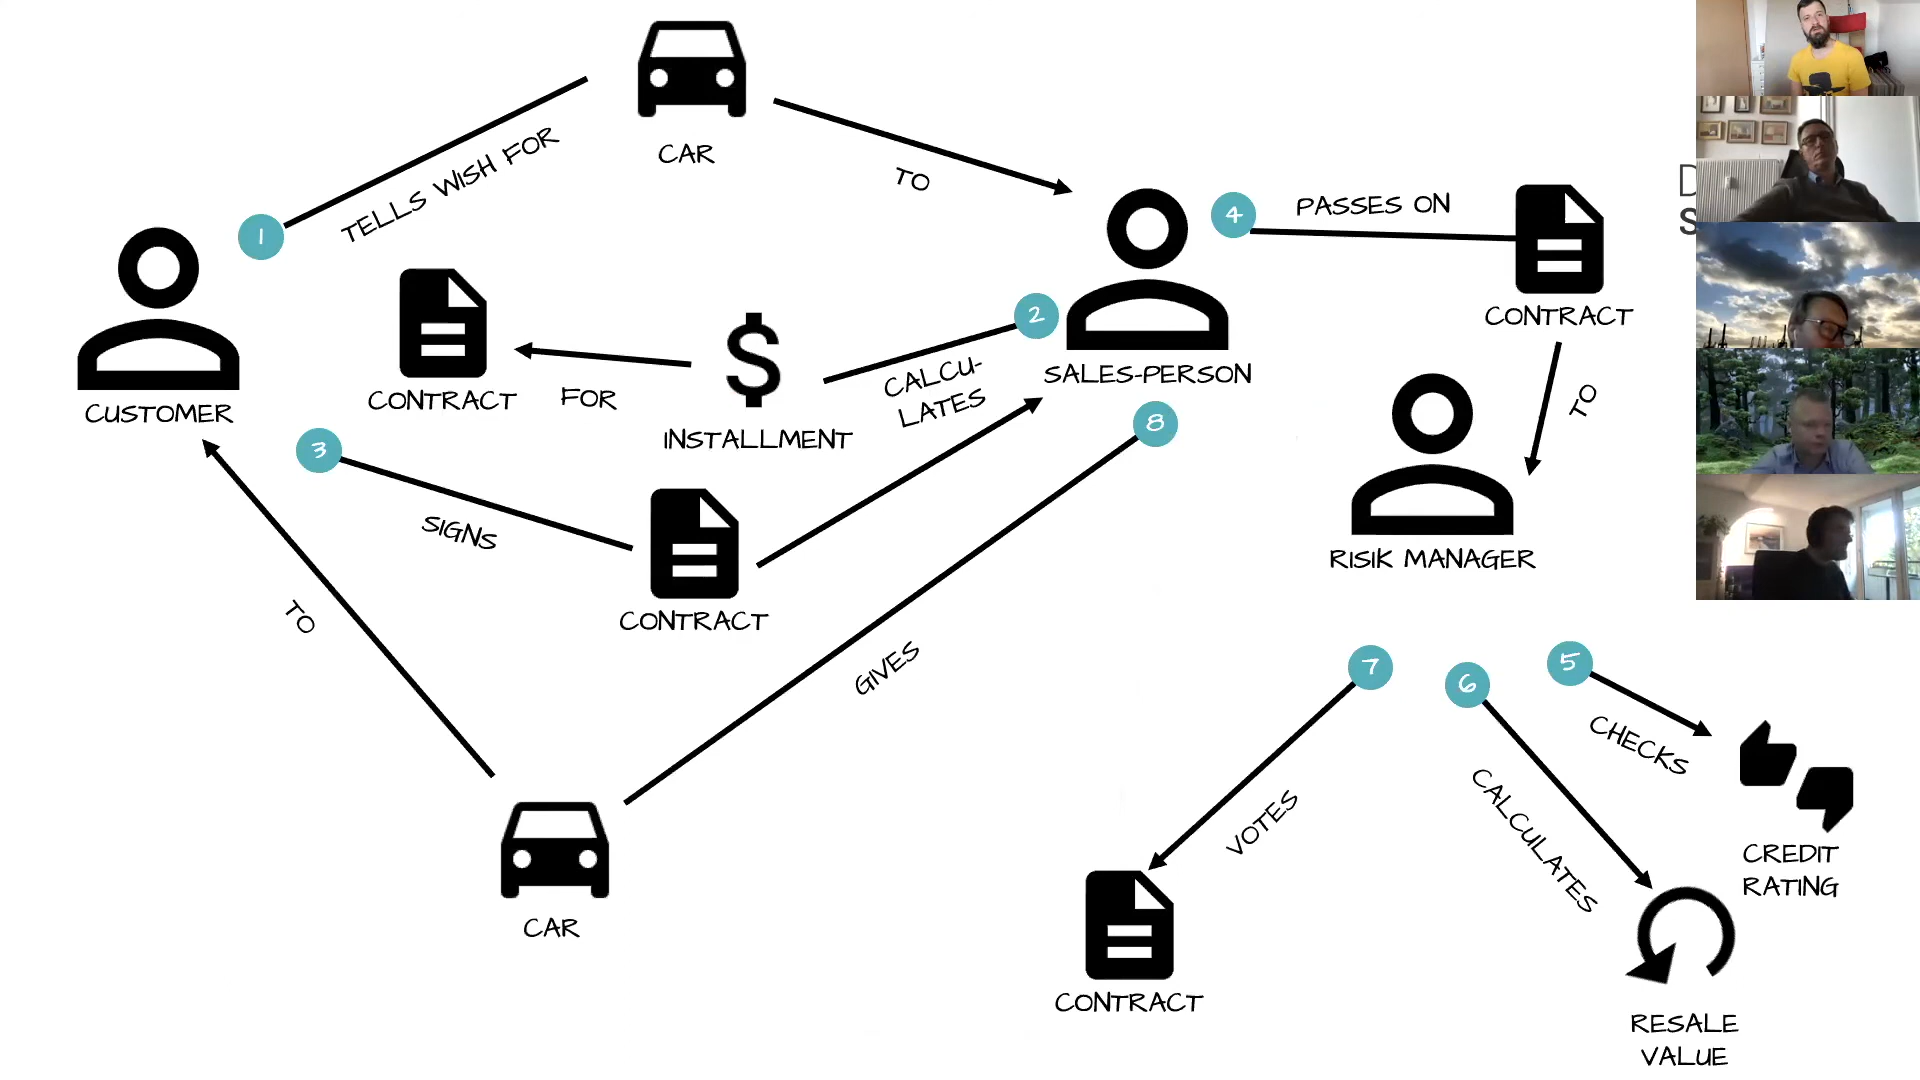 CAR
TELLS WISH FOR
TO
1
4
PASSES ON
D
S
CONTRACT
2
CALCU-
LATES
SALES-PERSON
CONTRACT
FOR
INSTALLMENT
CUSTOMER
TO
3
8
SIGNS
RISIK MANAGER
CONTRACT
TO
GIVES
7
6
5
CHECKS
VOTES
CALCULATES
CREDIT
RATING
CAR
CONTRACT
RESALE
VALUE